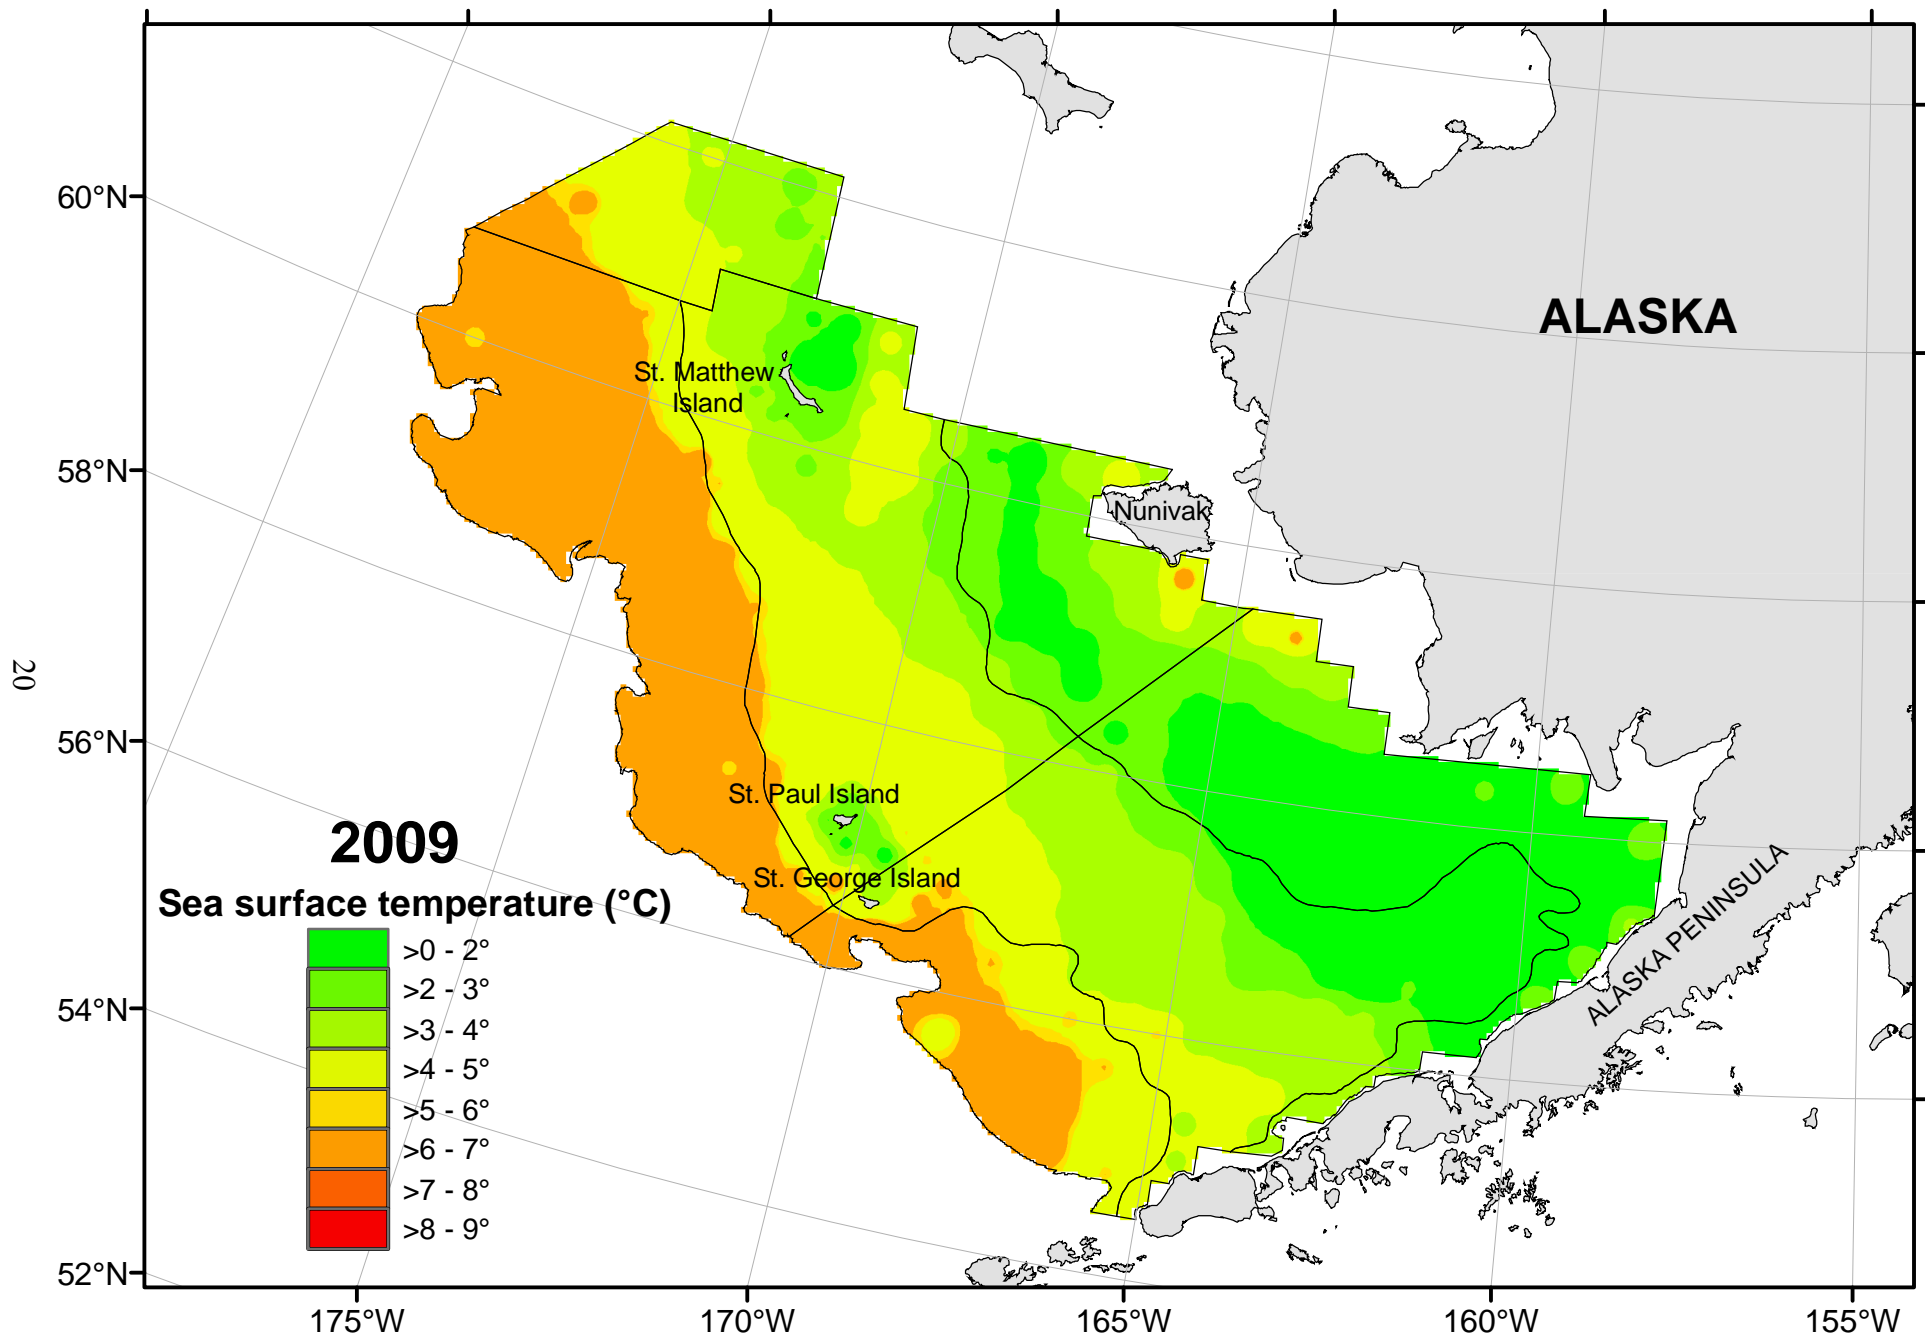 60°N
58°N
56°N
54°N
52°N
175°W
170°W
165°W
160°W
155°W
20
ALASKA
St. Matthew
Island
Nunivak
St. Paul Island
St. George Island
ALASKA PENINSULA
2009
Sea surface temperature (°C)
>0 - 2°
>2 - 3°
>3 - 4°
>4 - 5°
>5 - 6°
>6 - 7°
>7 - 8°
>8 - 9°